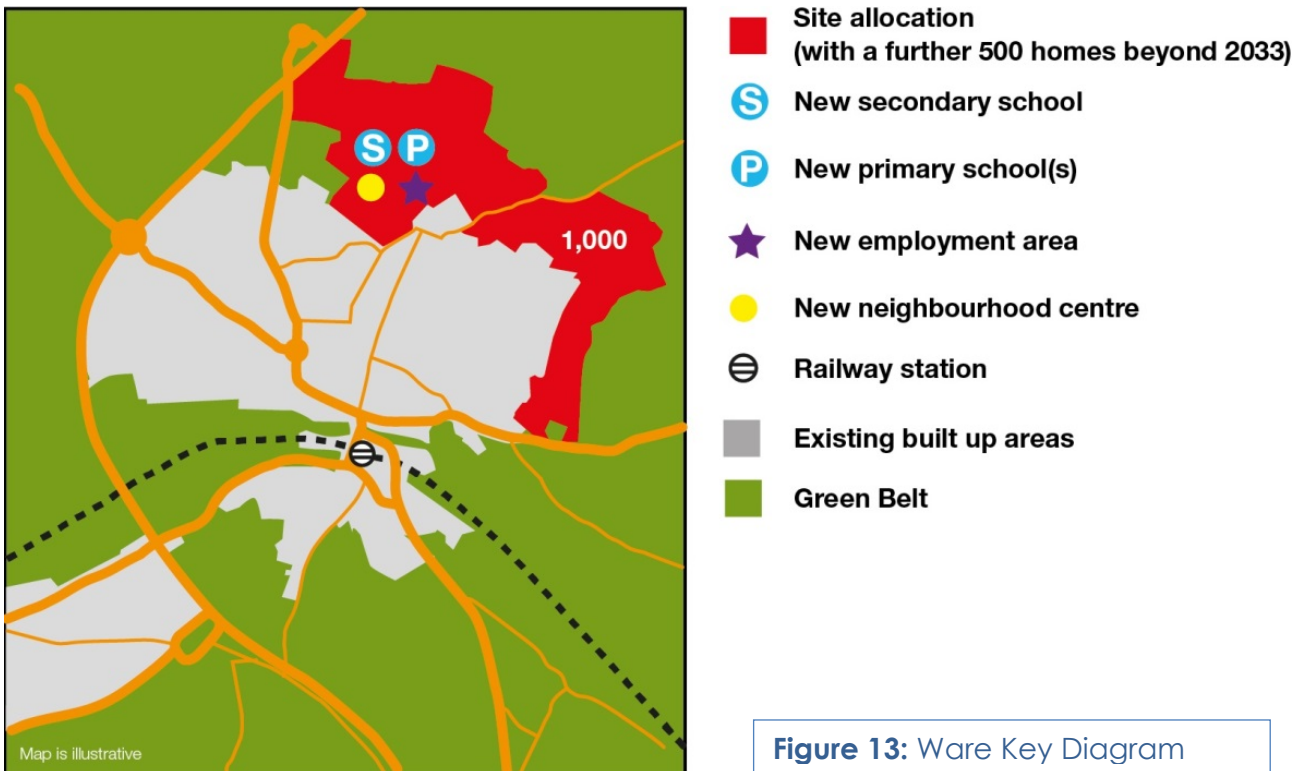 S P
1,000
Map is illustrative
Site allocation
(with a further 500 homes beyond 2033)
S New secondary school
P New primary school(s)
New employment area
New neighbourhood centre
Railway station
Existing built up areas
Green Belt
Figure 13: Ware Key Diagram